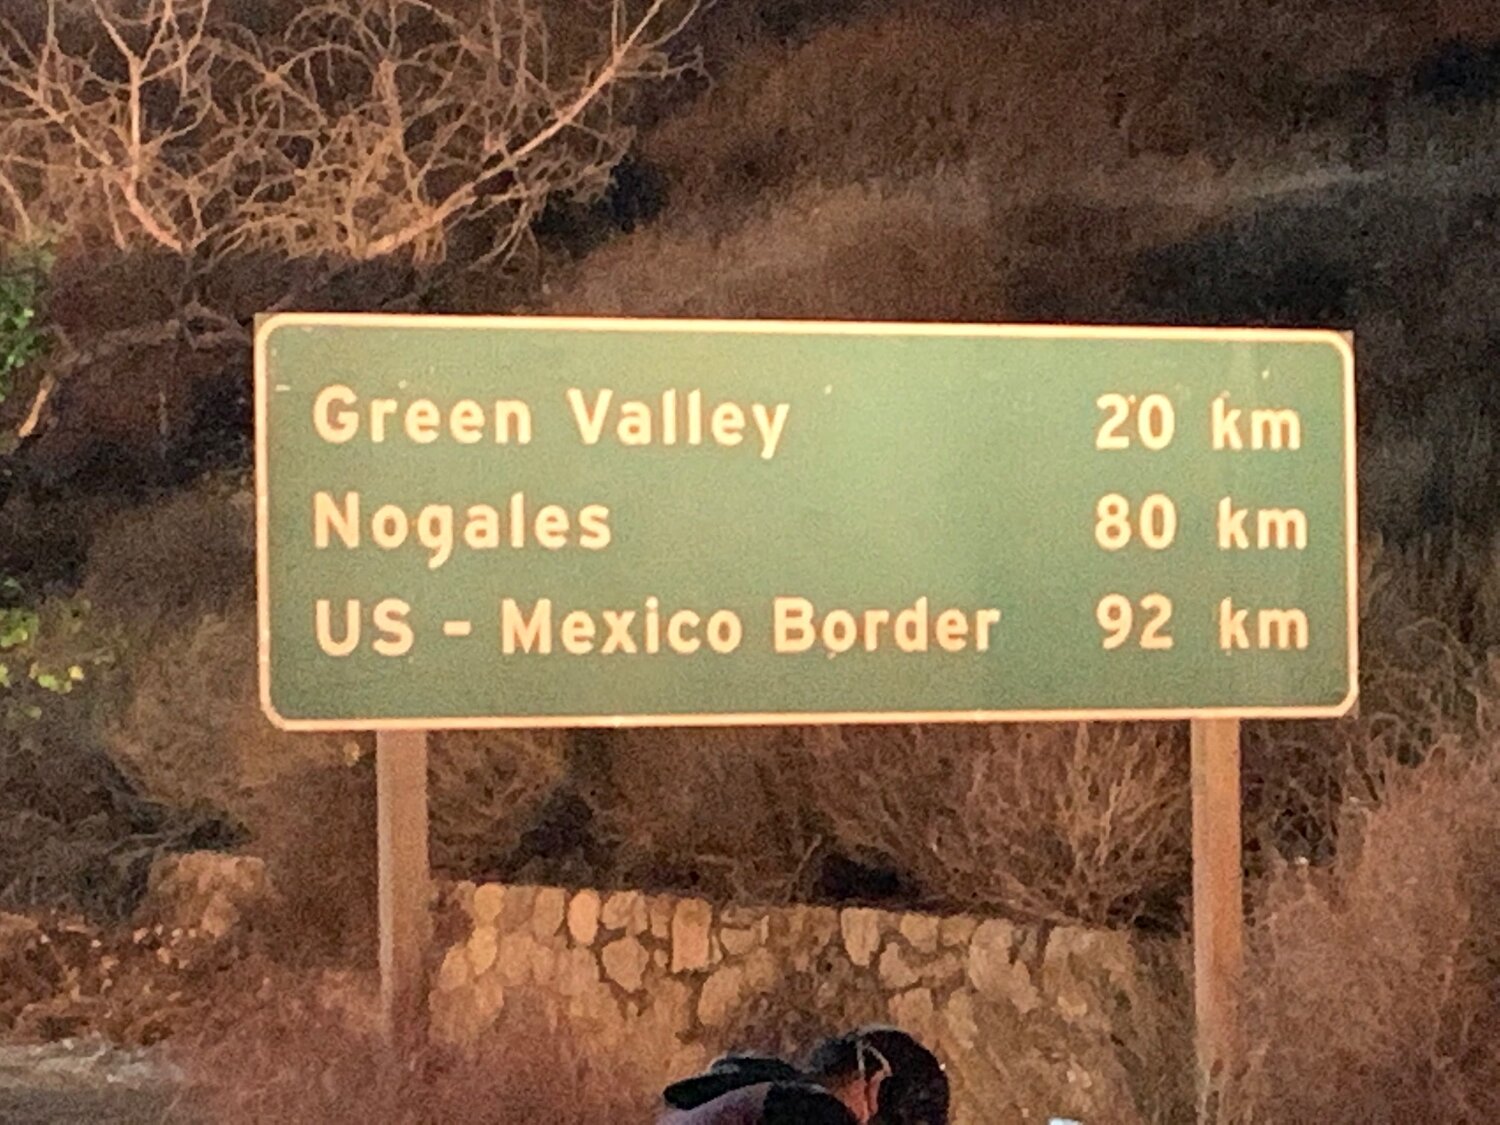 Green Valley 20 km
Nogales 80 km
US - Mexico Border 92 km